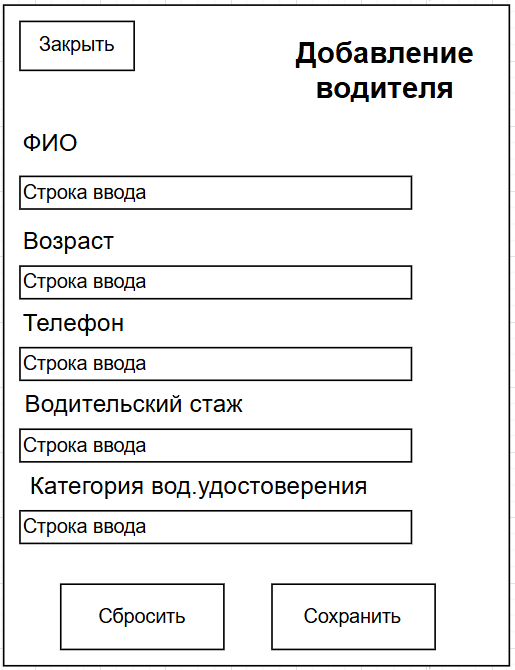 Закрыть
Добавление
водителя
ФИО
Строка ввода
Возраст
Строка ввода
Телефон
Строка ввода
Водительский стаж
Строка ввода
Категория вод.удостоверения
Строка ввода
Сбросить
Сохранить